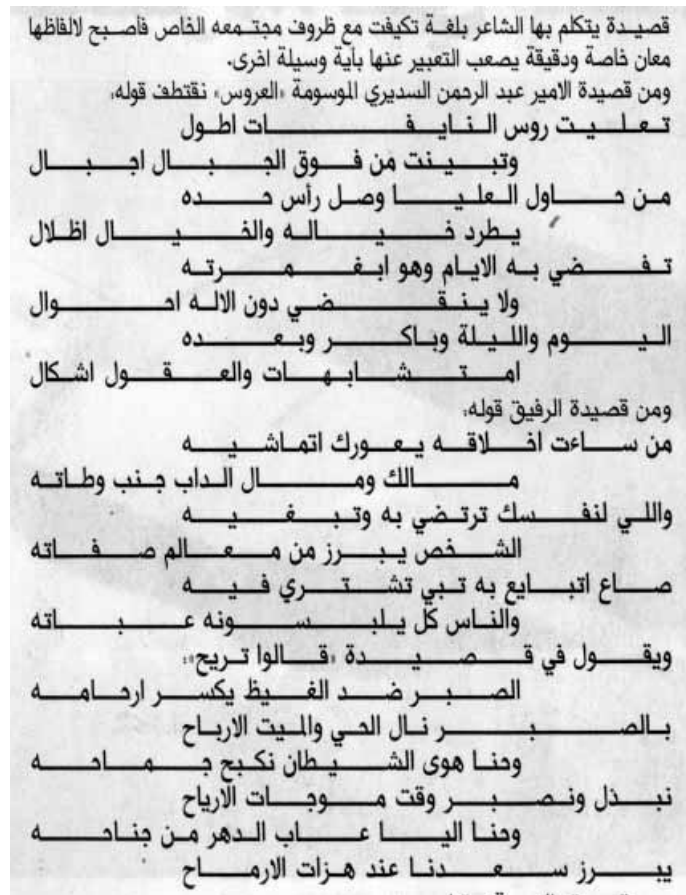 قصيدة يتكلم بها الشاعر بلغة تكيفت مع ظروف مجتمعه الخاص فاصبح لالفاظها
معان خاصة ودقيقة يصعب التعبير عنها بأية وسيلة اخرى.
ومن قصيدة الامير عبد الرحمن السديري الموسومة «العروس» نقتطف قوله:
تعليت روس النايفات اطول
وتبينت من فوق الجبال اجبال
من حاول العليا وصل رأس حده
يطرد خياله والخيال اظلال
تفضي به الايام وهو ابغمرته
ولا ينقضي دون الاله احوال
اليوم والليلة وباكر وبعده
امتشابهات والعقول اشكال
ومن قصيدة الرفيق قوله:
من ساءت اخلاقه يعورك اتماشيه
مالك ومال الداب جنب وطاته
واللي لنفسك ترتضي به وتبغيه
الشخص يبرز من معالم صفاته
صاع اتبايع به تبي تشتري فيه
والناس كل يلبسونه عباته
ويقول في قصيدة «قالوا تريح»:
الصبر ضد الغيظ يكسر ارحامه
بالصبر نال الحي والميت الارباح
وحنا هوى الشيطان نكبح جماحه
نبذل ونصبر وقت موجات الارياح
وحنا اليا عاب الدهر من جناحه
يبرز سعدنا عند هزات الارماح